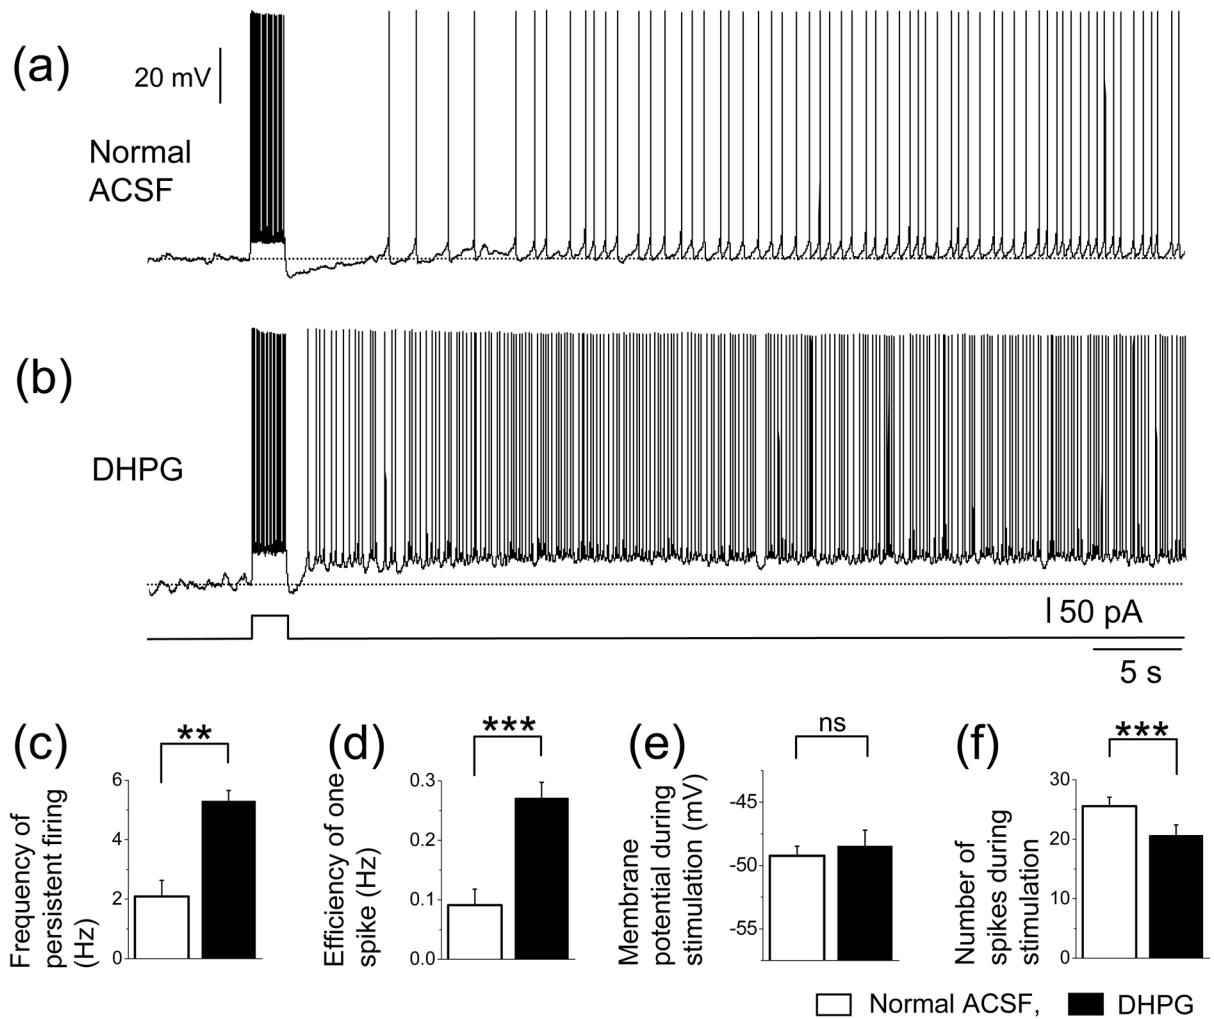 (a)
20 mV
Normal
ACSF
(b)
DHPG
50 pA
5 s
(c)
**
Frequency of
persistent firing
(Hz)
6
4
2
0
(d)
***
Efficiency of one
spike (Hz)
0.3
0.2
0.1
0.0
(e)
ns
Membrane
potential during
stimulation (mV)
-45
-50
-55
(f)
***
Number of
spikes during
stimulation
30
20
10
0
Normal ACSF,
DHPG